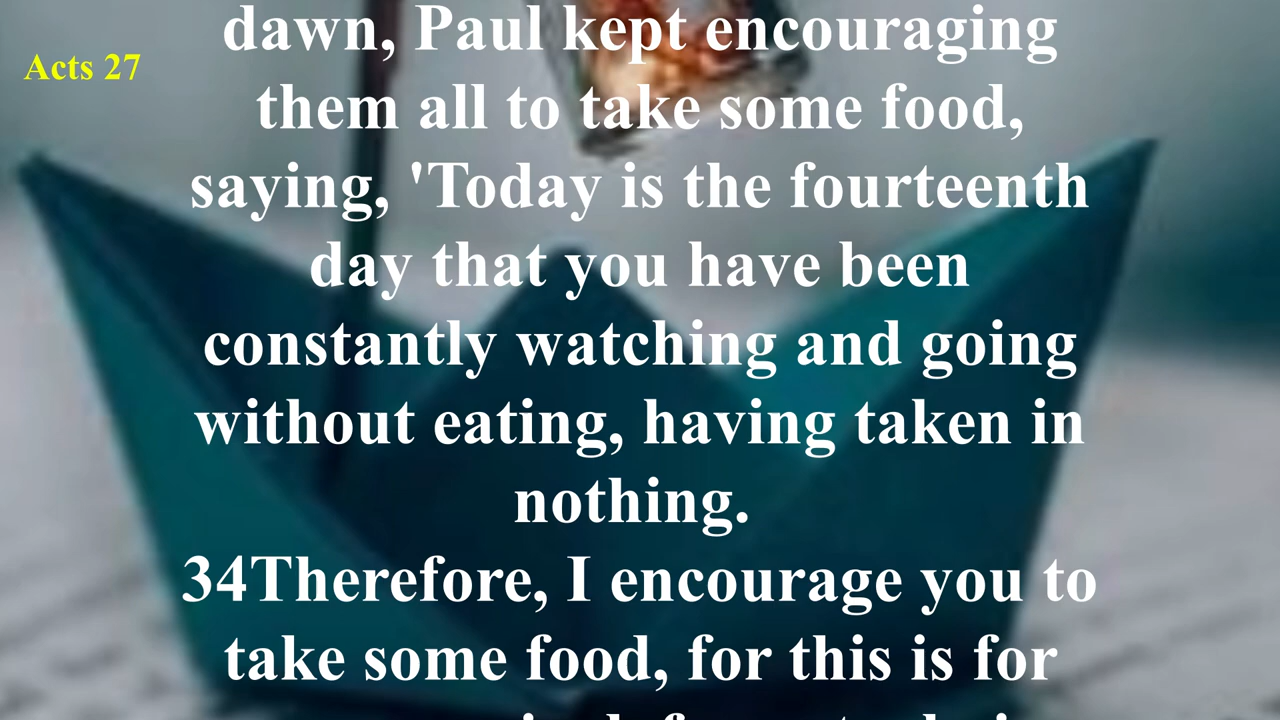 Acts 27
dawn, Paul kept encouraging
them all to take some food,
saying, 'Today is the fourteenth
day that you have been
constantly watching and going
without eating, having taken in
nothing.
34Therefore, I encourage you to
take some food, for this is for